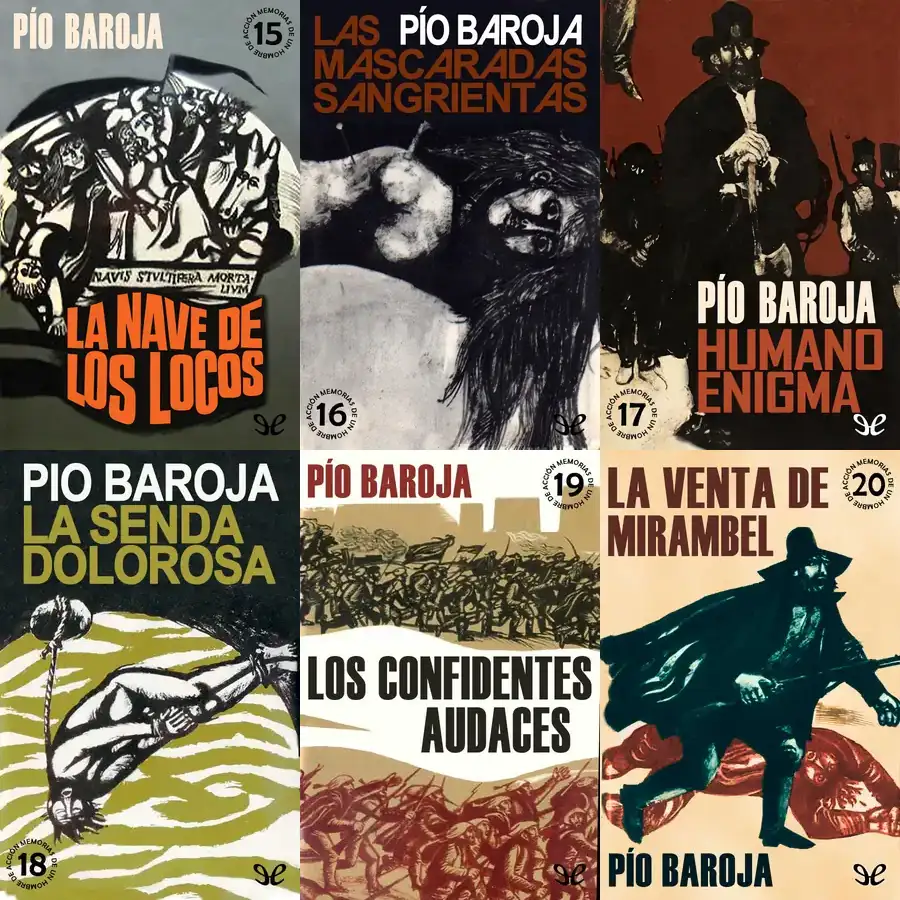 PÍO BAROJA
MEMORIAS DE UN HOMBRE DE ACCIÓN
15
NAVIS STVLTIFERA MORTA-
LIVM
LA NAVE DE
LOS LOCOS
LAS PÍO BAROJA
MASCARADAS
SANGRIENTAS
MEMORIAS DE UN HOMBRE DE ACCIÓN
16
PÍO BAROJA
HUMANO
ENIGMA
MEMORIAS DE UN HOMBRE DE ACCIÓN
17
PIO BAROJA
LA SENDA
DOLOROSA
MEMORIAS DE UN HOMBRE DE ACCIÓN
18
PÍO BAROJA
MEMORIAS DE UN HOMBRE DE ACCIÓN
19
LOS CONFIDENTES
AUDACES
LA VENTA DE
MIRAMBEL
MEMORIAS DE UN HOMBRE DE ACCIÓN
20
PÍO BAROJA